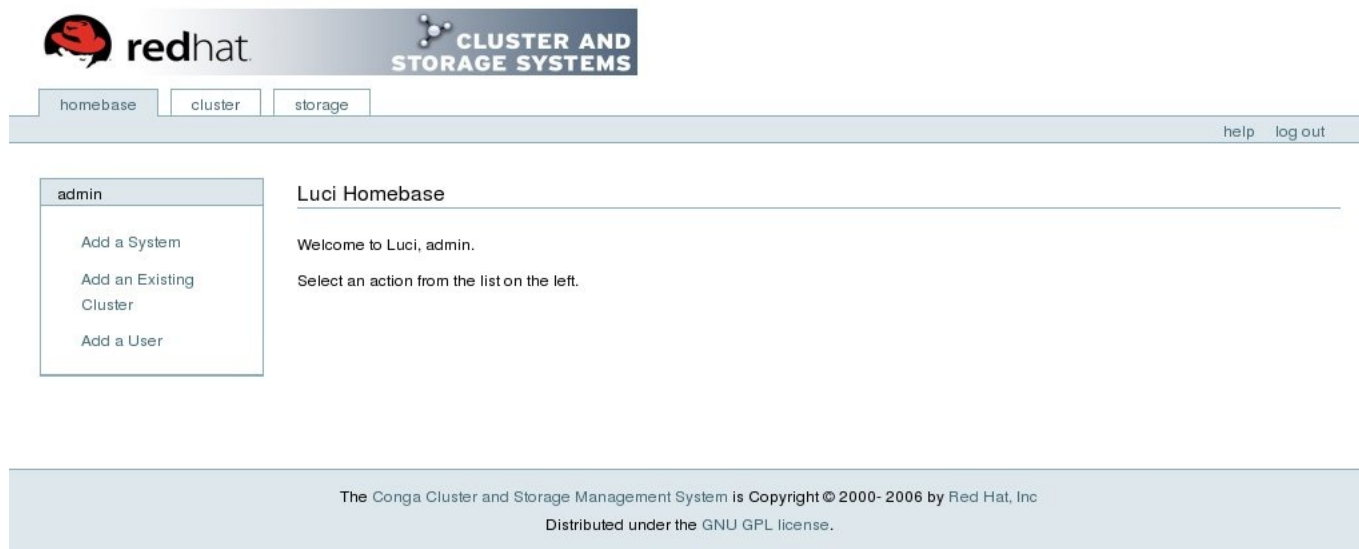 redhat.
CLUSTER AND
STORAGE SYSTEMS
homebase cluster storage
help log out
admin
Add a System
Add an Existing
Cluster
Add a User
Luci Homebase
Welcome to Luci, admin.
Select an action from the list on the left.
The Conga Cluster and Storage Management System is Copyright © 2000- 2006 by Red Hat, Inc
Distributed under the GNU GPL license.